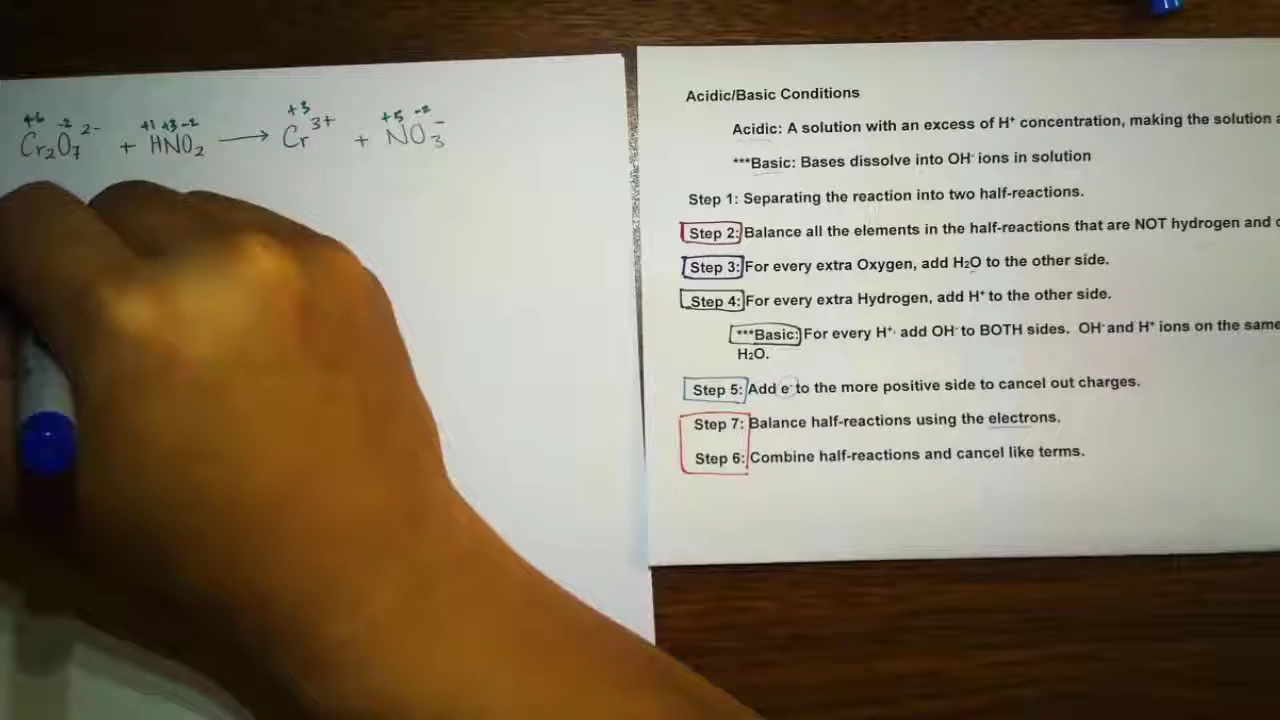 +6 -2 +1 +3 -2 +3 +5 -2
Cr₂O₇²⁻ + HNO₂ ⟶ Cr³⁺ + NO₃⁻
Acidic/Basic Conditions
Acidic: A solution with an excess of H⁺ concentration, making the solution
***Basic: Bases dissolve into OH⁻ ions in solution
Step 1: Separating the reaction into two half-reactions.
Step 2: Balance all the elements in the half-reactions that are NOT hydrogen and
Step 3: For every extra Oxygen, add H₂O to the other side.
Step 4: For every extra Hydrogen, add H⁺ to the other side.
***Basic: For every H⁺ add OH⁻ to BOTH sides. OH⁻ and H⁺ ions on the same
H₂O.
Step 5: Add e⁻ to the more positive side to cancel out charges.
Step 7: Balance half-reactions using the electrons.
Step 6: Combine half-reactions and cancel like terms.